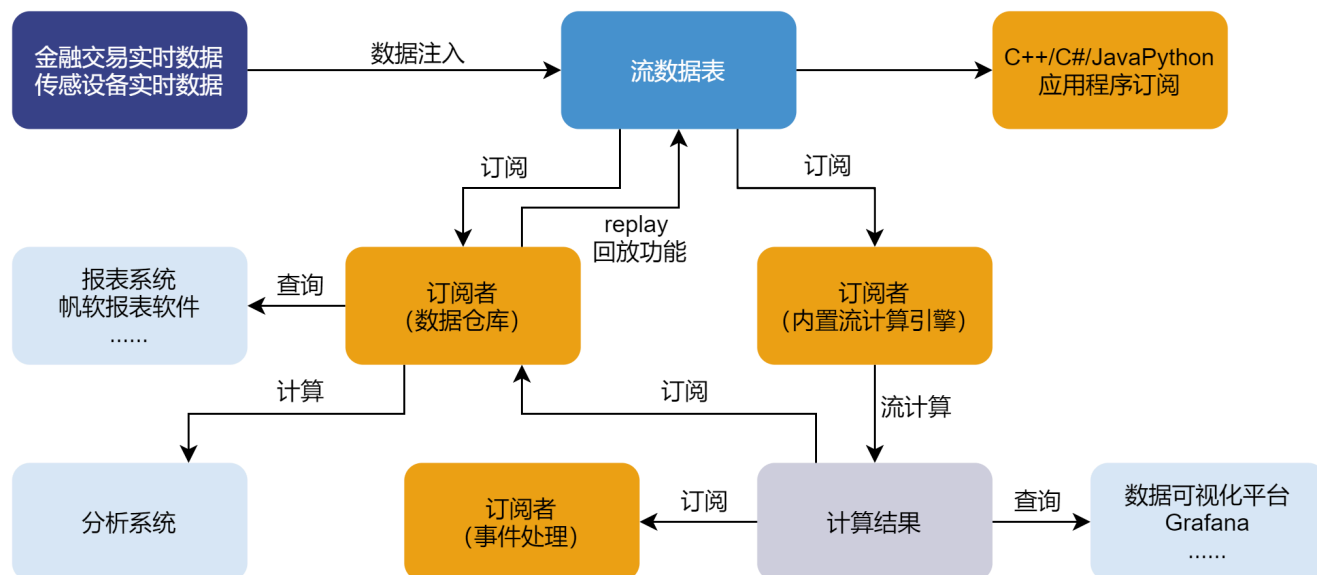 金融交易实时数据
传感设备实时数据
数据注入
流数据表
C++/C#/JavaPython
应用程序订阅
订阅
replay
回放功能
订阅
报表系统
帆软报表软件
......
查询
订阅者
（数据仓库）
订阅者
（内置流计算引擎）
计算
订阅
流计算
分析系统
订阅者
（事件处理）
订阅
计算结果
查询
数据可视化平台
Grafana
......